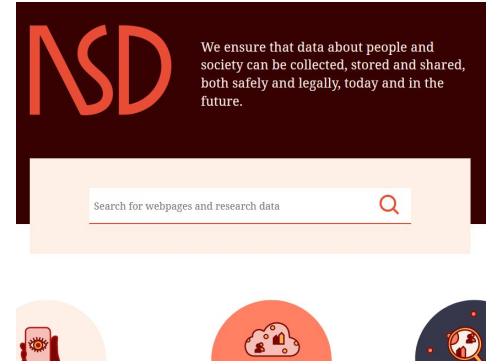 NSD
We ensure that data about people and
society can be collected, stored and shared,
both safely and legally, today and in the
future.
Search for webpages and research data